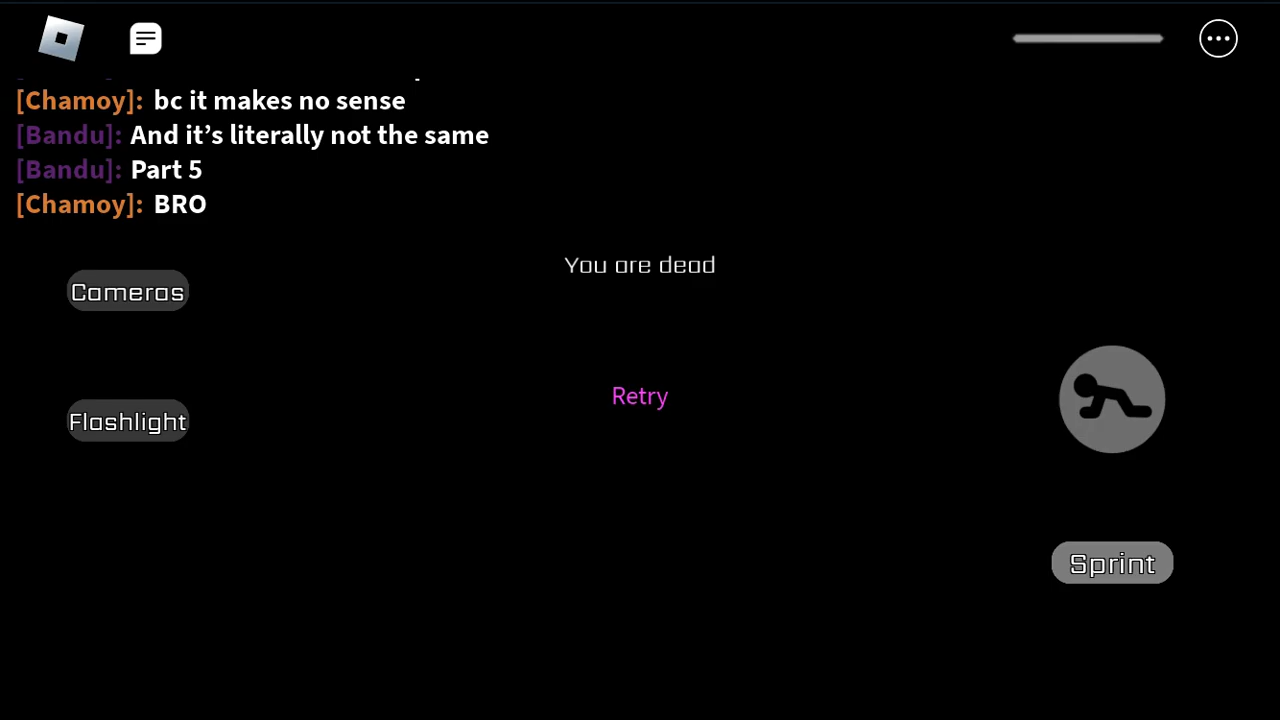 [Chamoy]: bc it makes no sense
[Bandu]: And it’s literally not the same
[Bandu]: Part 5
[Chamoy]: BRO
You are dead
Cameras
Retry
Flashlight
Sprint